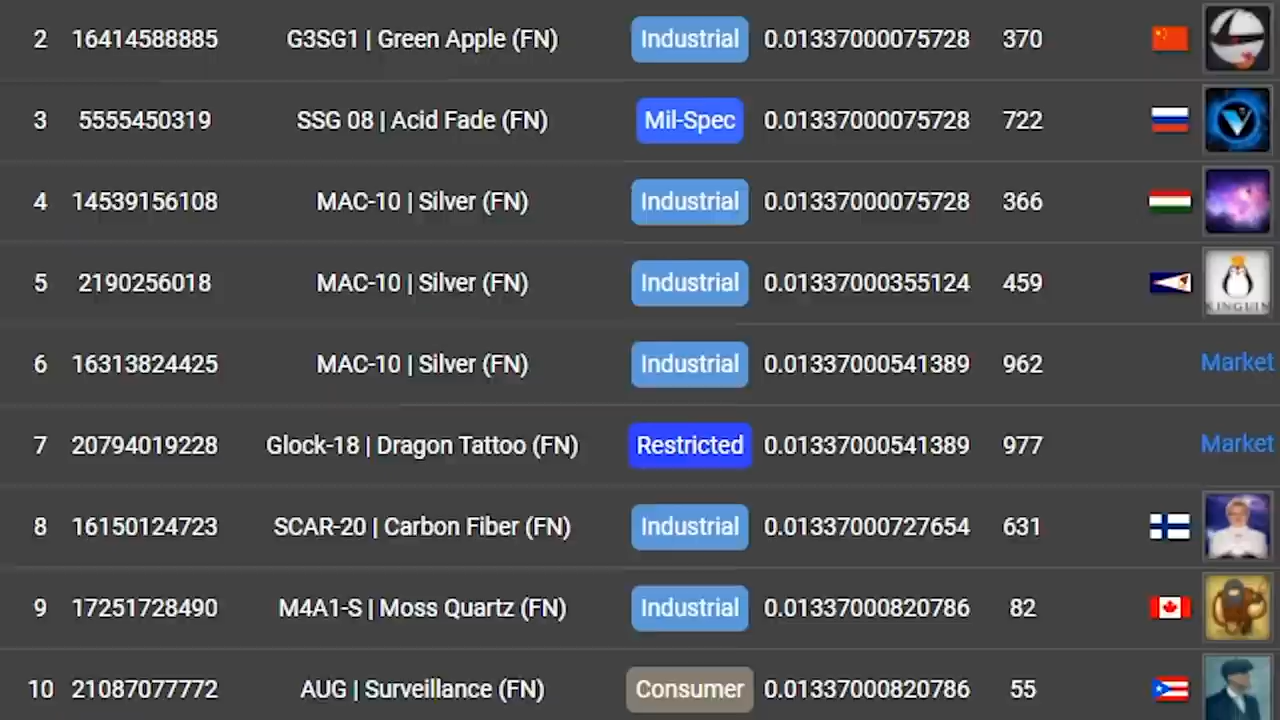 2 16414588885 G3SG1 | Green Apple (FN) Industrial 0.01337000075728 370
3 5555450319 SSG 08 | Acid Fade (FN) Mil-Spec 0.01337000075728 722
4 14539156108 MAC-10 | Silver (FN) Industrial 0.01337000075728 366
5 2190256018 MAC-10 | Silver (FN) Industrial 0.01337000355124 459
KINGUIN
6 16313824425 MAC-10 | Silver (FN) Industrial 0.01337000541389 962 Market
7 20794019228 Glock-18 | Dragon Tattoo (FN) Restricted 0.01337000541389 977 Market
8 16150124723 SCAR-20 | Carbon Fiber (FN) Industrial 0.01337000727654 631
9 17251728490 M4A1-S | Moss Quartz (FN) Industrial 0.01337000820786 82
10 21087077772 AUG | Surveillance (FN) Consumer 0.01337000820786 55